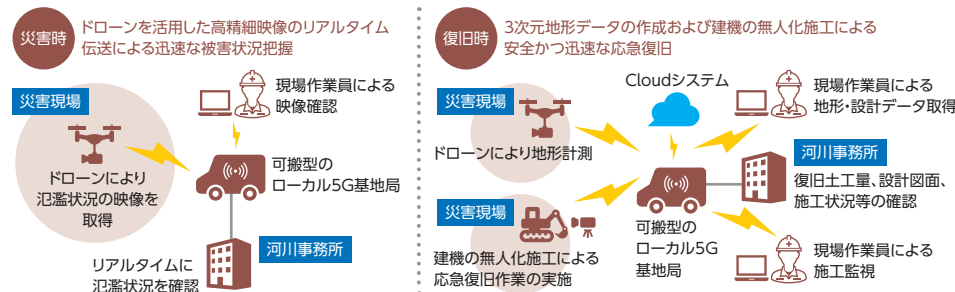 災害時
ドローンを活用した高精細映像のリアルタイム
伝送による迅速な被害状況把握
災害現場
ドローンにより
氾濫状況の映像を
取得
現場作業員による
映像確認
可搬型の
ローカル5G基地局
河川事務所
リアルタイムに
氾濫状況を確認
復旧時
3次元地形データの作成および建機の無人化施工による
安全かつ迅速な応急復旧
災害現場
ドローンにより地形計測
Cloudシステム
現場作業員による
地形・設計データ取得
河川事務所
復旧土工量、設計図面、
施工状況等の確認
災害現場
建機の無人化施工による
応急復旧作業の実施
可搬型の
ローカル5G
基地局
現場作業員による
施工監視